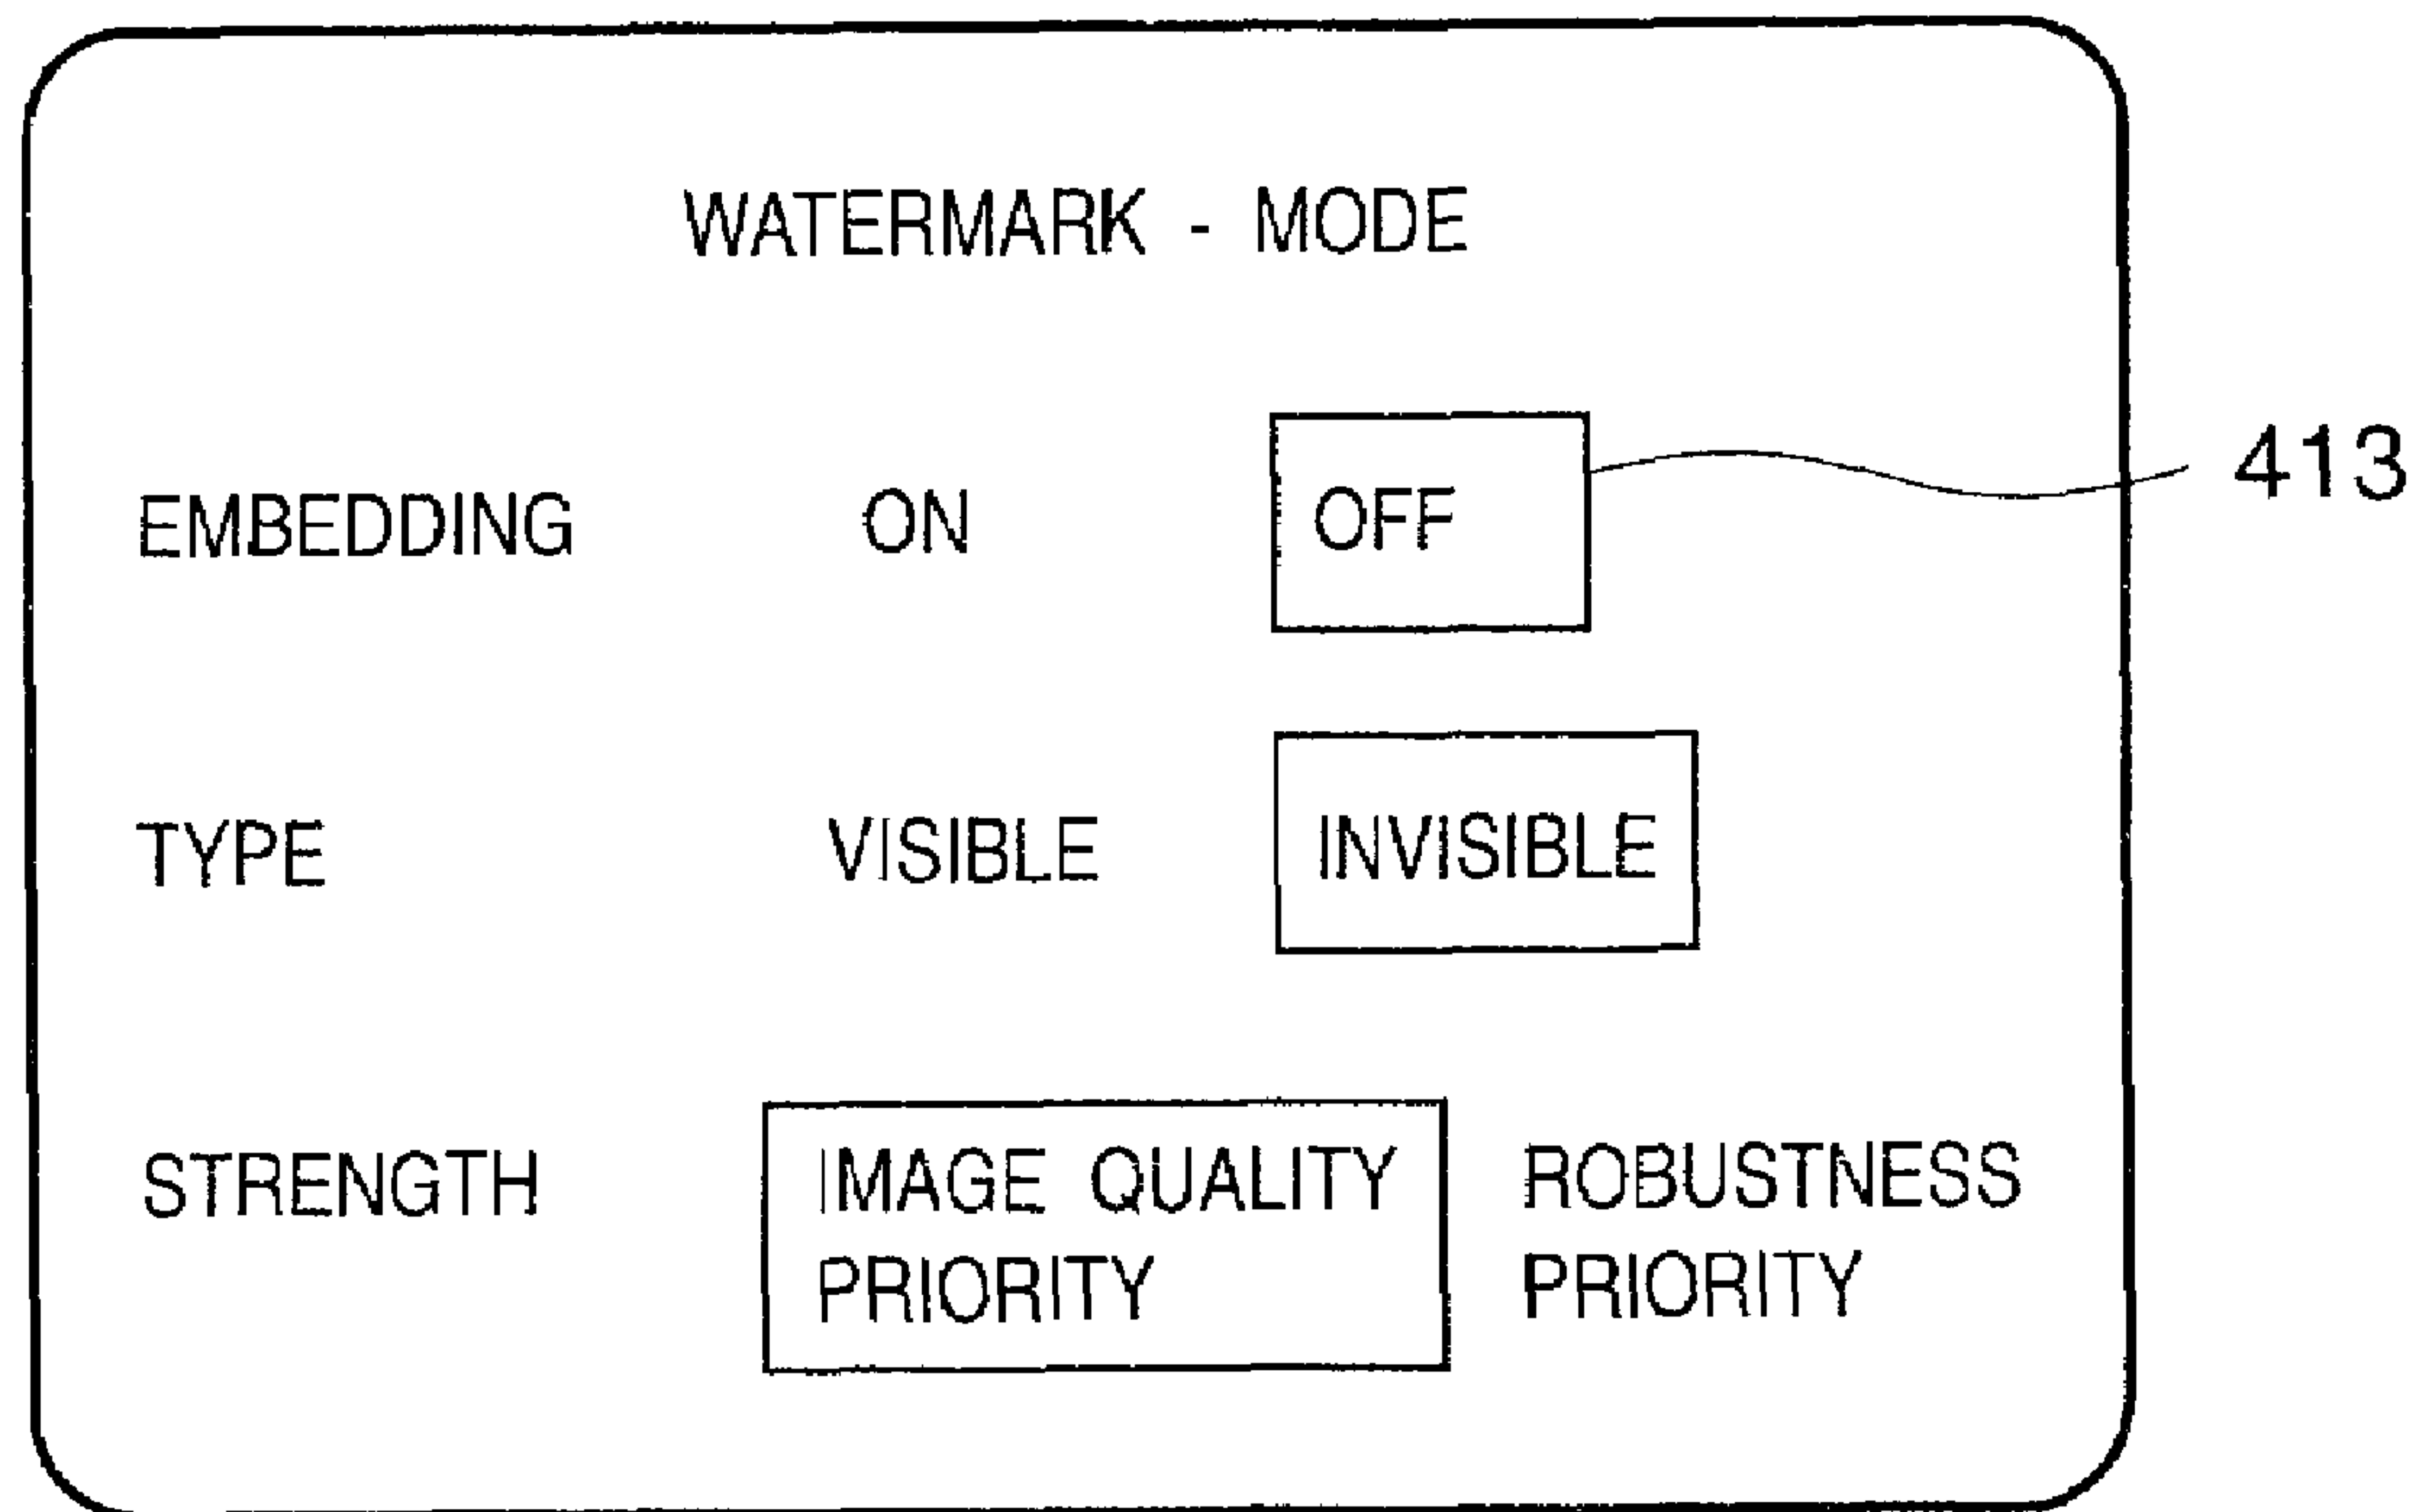 WATERMARK - MODE
EMBEDDING ON OFF 413
TYPE VISIBLE INVISIBLE
STRENGTH IMAGE QUALITY ROBUSTNESS
PRIORITY PRIORITY